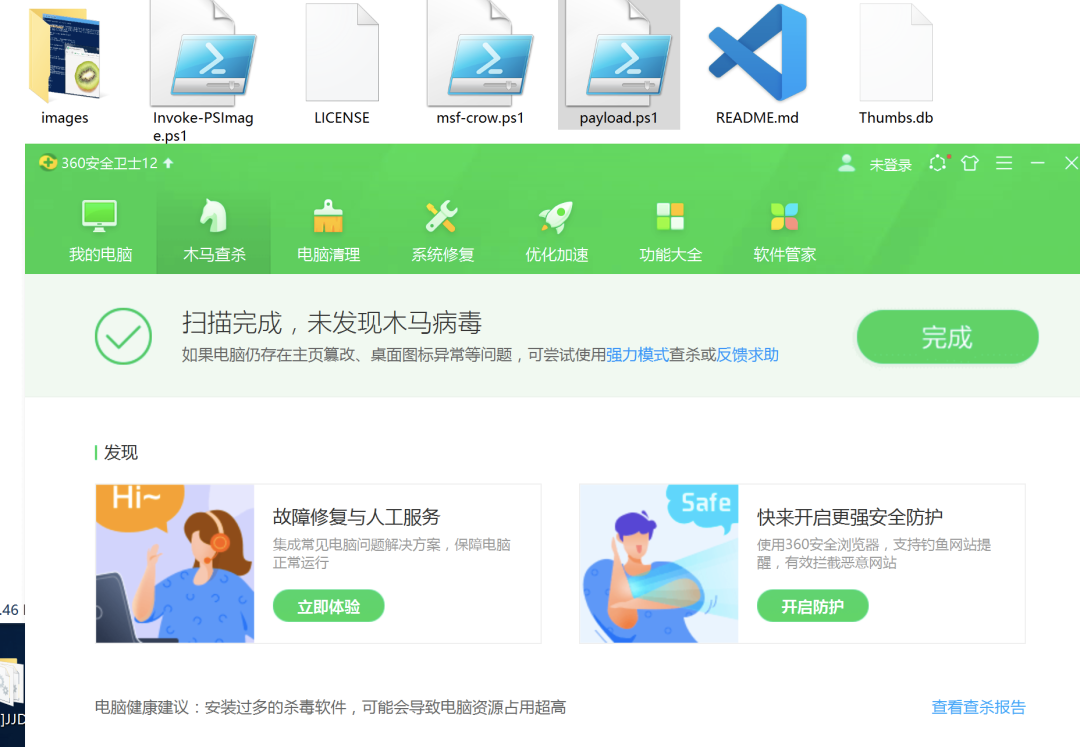 images
Invoke-PSImag
e.ps1
LICENSE
msf-crow.ps1
payload.ps1
README.md
Thumbs.db
360安全卫士12
未登录
我的电脑
木马查杀
电脑清理
系统修复
优化加速
功能大全
软件管家
扫描完成，未发现木马病毒
如果电脑仍存在主页篡改、桌面图标异常等问题，可尝试使用强力模式查杀或反馈求助
完成
发现
Hi~
故障修复与人工服务
集成常见电脑问题解决方案，保障电脑
正常运行
立即体验
Safe
快来开启更强安全防护
使用360安全浏览器，支持钓鱼网站提
醒，有效拦截恶意网站
开启防护
.46
]JJD
电脑健康建议：安装过多的杀毒软件，可能会导致电脑资源占用超高
查看查杀报告